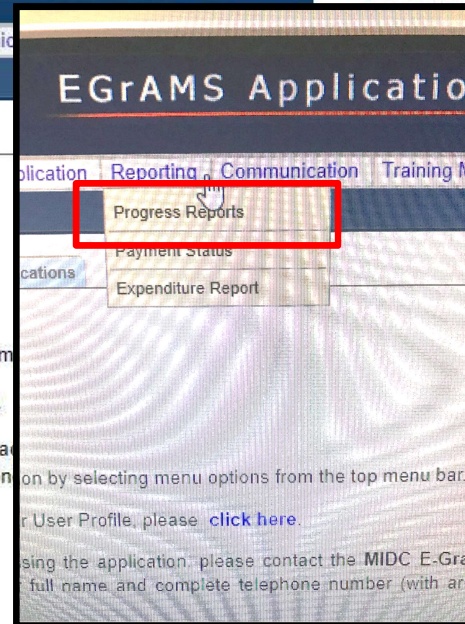 EGrAMS Applicatio
plication Reporting Communication Training M
Progress Reports
Payment Status
cations
Expenditure Report
on by selecting menu options from the top menu bar.
r User Profile, please click here.
sing the application please contact the MIDC E-Gra
full name and complete telephone number (with ar